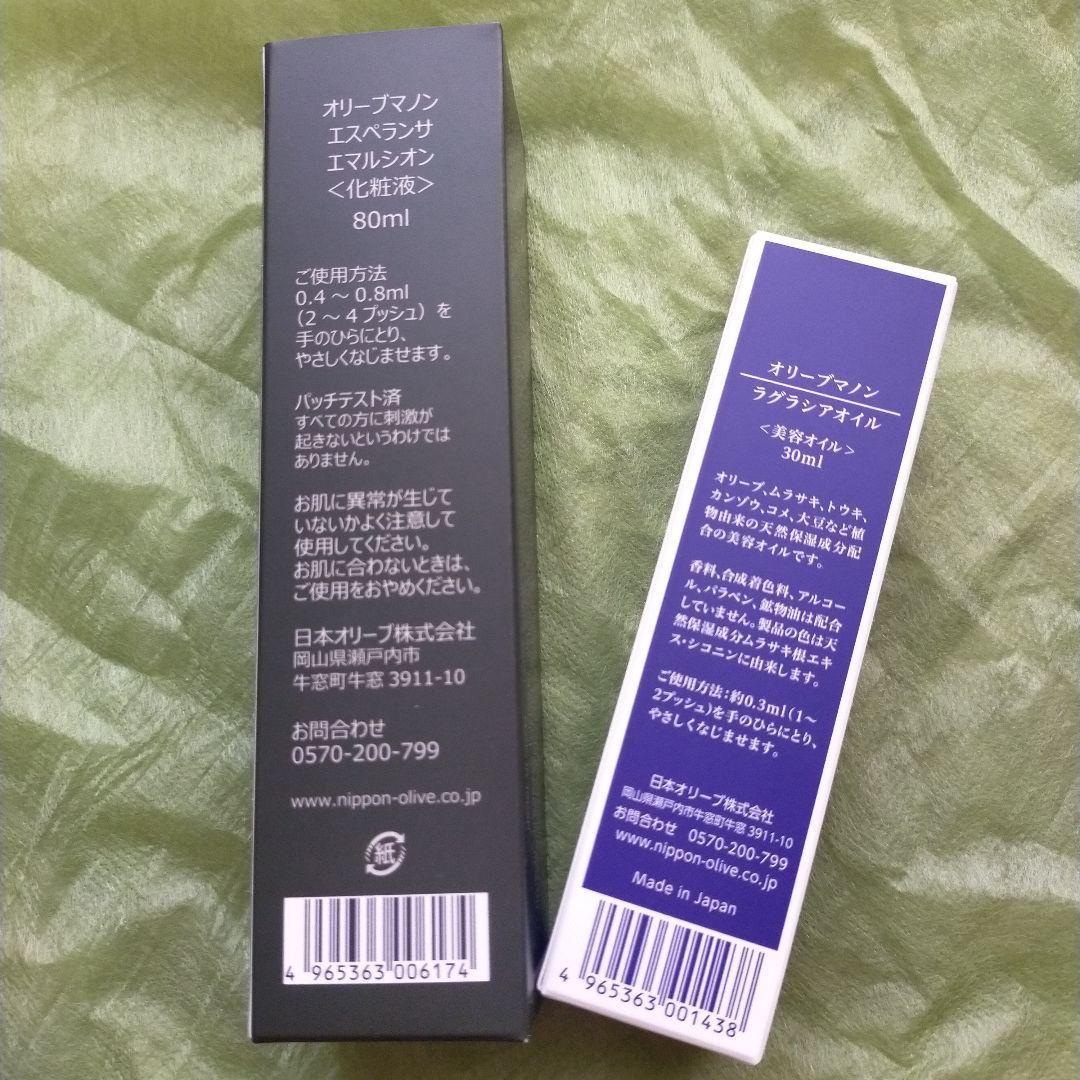 オリーブマノン
エスペランサ
エマルシオン
<化粧液>
80ml
ご使用方法
0.4 ～ 0.8ml
（2 ～ 4 プッシュ）を
手のひらにとり、
やさしくなじませます。
パッチテスト済
すべての方に刺激が
起きないというわけでは
ありません。
お肌に異常が生じて
いないかよく注意して
使用してください。
お肌に合わないときは、
ご使用をおやめください。
日本オリーブ株式会社
岡山県瀬戸内市
牛窓町牛窓 3911-10
お問合わせ
0570-200-799
www.nippon-olive.co.jp
紙
4 965363 006174
オリーブマノン
ラグラシアオイル
<美容オイル>
30ml
オリーブ、ムラサキ、トウキ、
カンゾウ、コメ、大豆など植
物由来の天然保湿成分配
合の美容オイルです。
香料、合成着色料、アルコー
ル、パラベン、鉱物油は配合
していません。製品の色は天
然保湿成分ムラサキ根エキ
ス・シコニンに由来します。
ご使用方法：約0.3ml（1～
2プッシュ）を手のひらにとり、
やさしくなじませます。
日本オリーブ株式会社
岡山県瀬戸内市牛窓町牛窓 3911-10
お問合わせ 0570-200-799
www.nippon-olive.co.jp
Made in Japan
4 965363 001438